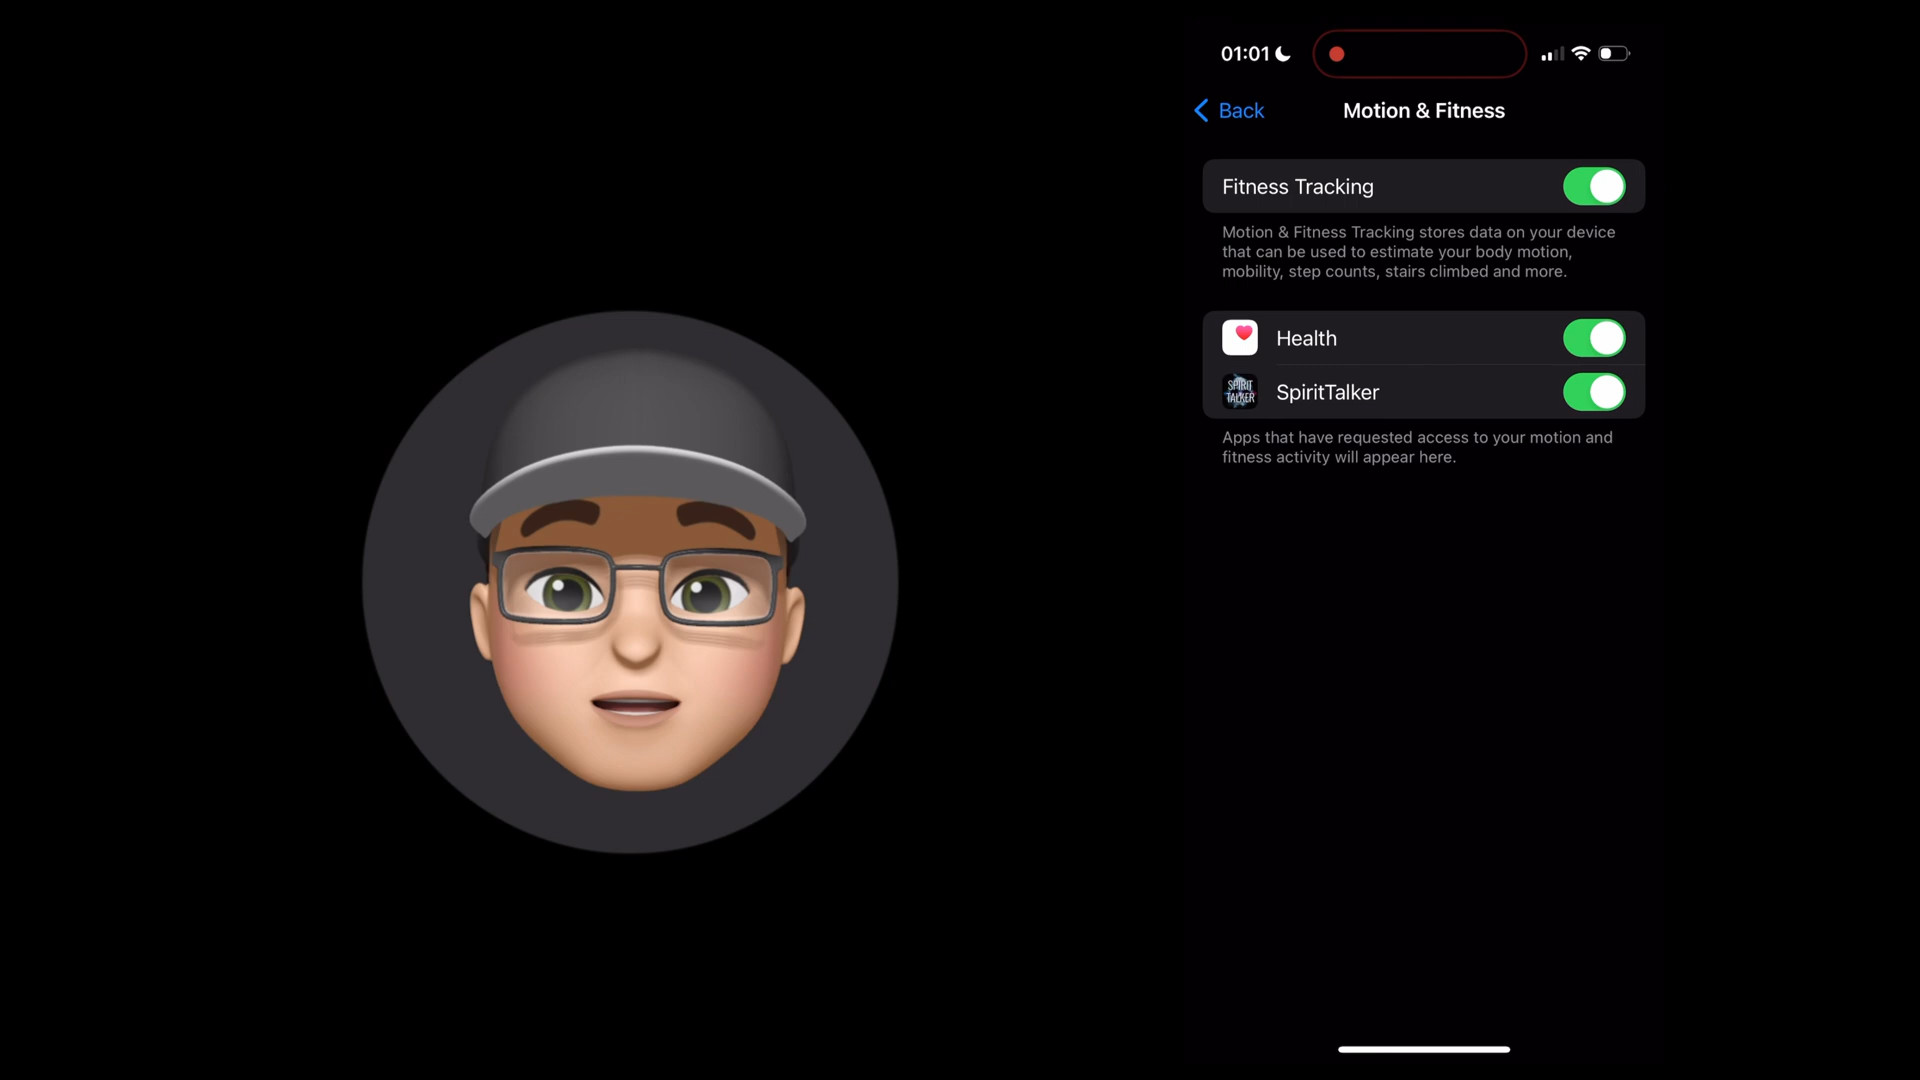 01:01
Back
Motion & Fitness
Fitness Tracking
Motion & Fitness Tracking stores data on your device
that can be used to estimate your body motion,
mobility, step counts, stairs climbed and more.
Health
SPIRIT
TALKER
SpiritTalker
Apps that have requested access to your motion and
fitness activity will appear here.